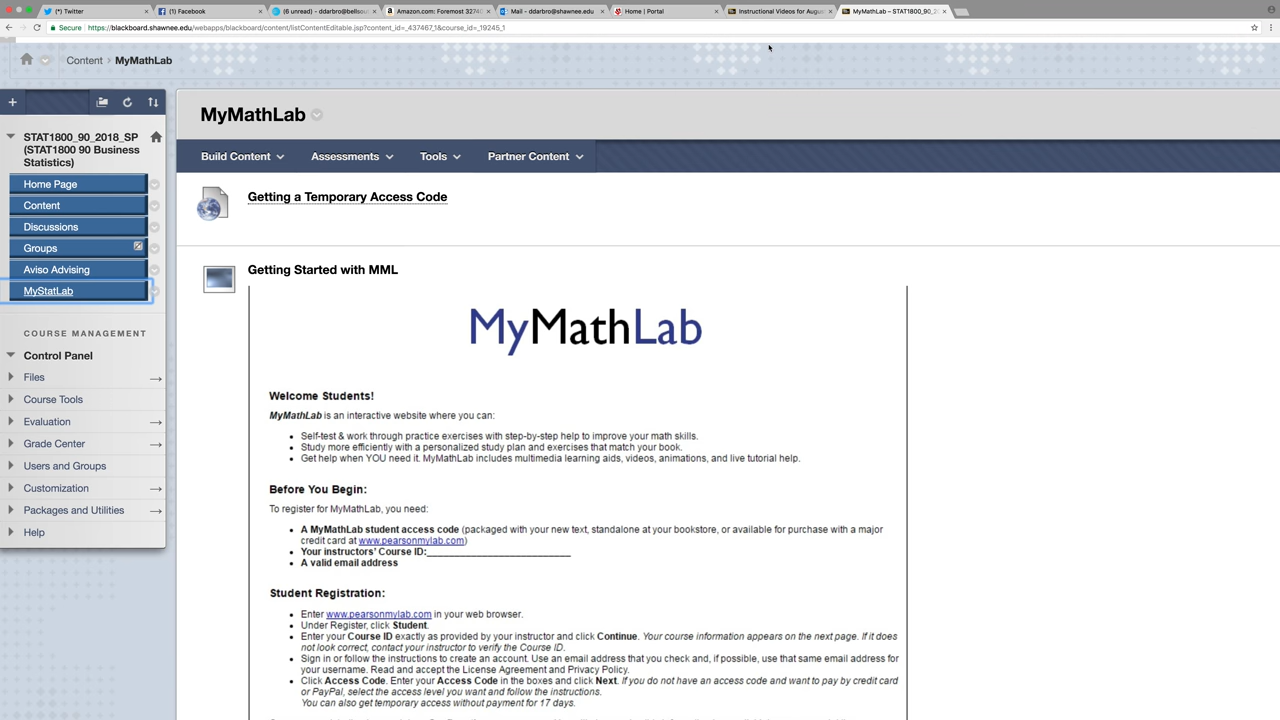 (*) Twitter
(1) Facebook
(6 unread) - ddarbro@bellsou
Amazon.com: Foremost 32740
Mail - ddarbro@shawnee.edu
Home | Portal
Instructional Videos for Augus
MyMathLab – STAT1800_90_2
Secure https://blackboard.shawnee.edu/webapps/blackboard/content/listContentEditable.jsp?content_id=_437467_1&course_id=_19245_1
Content > MyMathLab
STAT1800_90_2018_SP
(STAT1800 90 Business
Statistics)
Home Page
Content
Discussions
Groups
Aviso Advising
MyStatLab
COURSE MANAGEMENT
Control Panel
Files
Course Tools
Evaluation
Grade Center
Users and Groups
Customization
Packages and Utilities
Help
MyMathLab
Build Content
Assessments
Tools
Partner Content
Getting a Temporary Access Code
Getting Started with MML
MyMathLab
Welcome Students!
MyMathLab is an interactive website where you can:
• Self-test & work through practice exercises with step-by-step help to improve your math skills.
• Study more efficiently with a personalized study plan and exercises that match your book.
• Get help when YOU need it. MyMathLab includes multimedia learning aids, videos, animations, and live tutorial help.
Before You Begin:
To register for MyMathLab, you need:
• A MyMathLab student access code (packaged with your new text, standalone at your bookstore, or available for purchase with a major
credit card at www.pearsonmylab.com)
• Your instructors' Course ID:__________________________
• A valid email address
Student Registration:
• Enter www.pearsonmylab.com in your web browser.
• Under Register, click Student.
• Enter your Course ID exactly as provided by your instructor and click Continue. Your course information appears on the next page. If it does
not look correct, contact your instructor to verify the Course ID.
• Sign in or follow the instructions to create an account. Use an email address that you check and, if possible, use that same email address for
your username. Read and accept the License Agreement and Privacy Policy.
• Click Access Code. Enter your Access Code in the boxes and click Next. If you do not have an access code and want to pay by credit card
or PayPal, select the access level you want and follow the instructions.
You can also get temporary access without payment for 17 days.